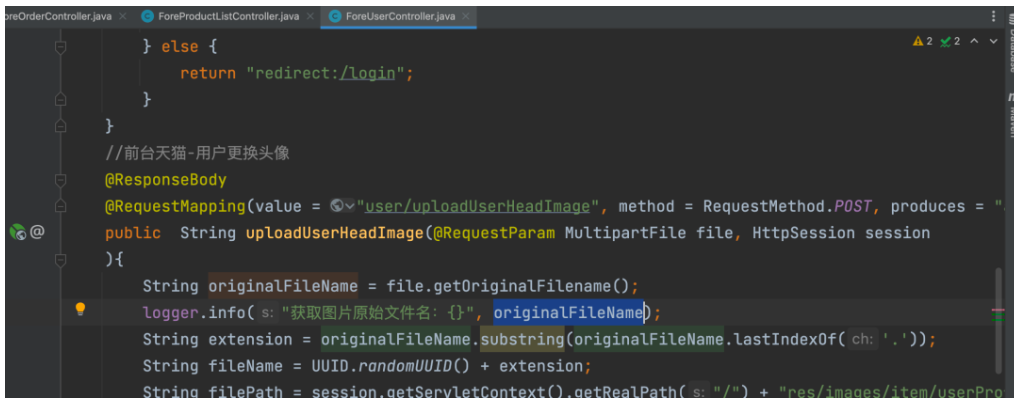 oreOrderController.java × ForeProductListController.java × ForeUserController.java ×
} else { 2 2
return "redirect:/login";
}
}
//前台天猫-用户更换头像
@ResponseBody
@RequestMapping(value = "user/uploadUserHeadImage", method = RequestMethod.POST, produces = "
public String uploadUserHeadImage(@RequestParam MultipartFile file, HttpSession session
){
String originalFileName = file.getOriginalFilename();
logger.info( s: "获取图片原始文件名: {}", originalFileName);
String extension = originalFileName.substring(originalFileName.lastIndexOf( ch: '.'));
String fileName = UUID.randomUUID() + extension;
String filePath = session.getServletContext().getRealPath( s: "/") + "res/images/item/userPro
Database
Maven